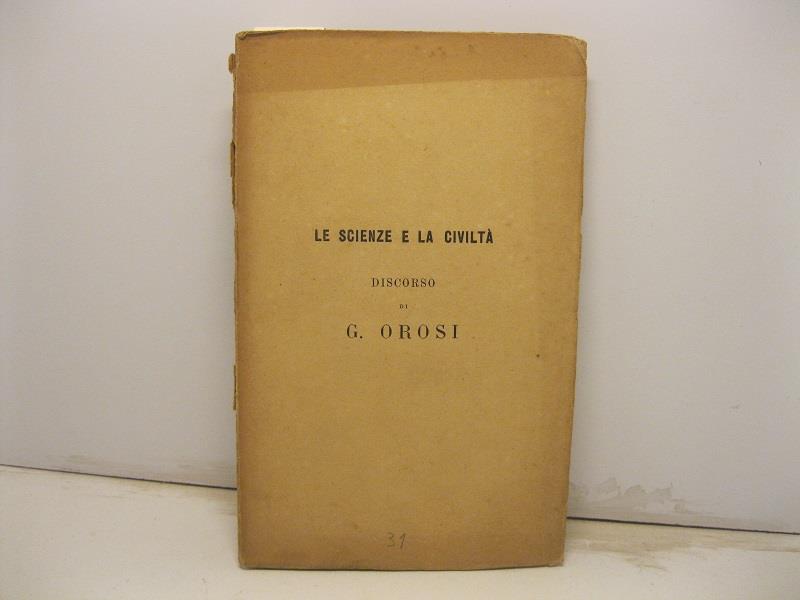 LE SCIENZE E LA CIVILTÀ
DISCORSO
DI
G. OROSI
31